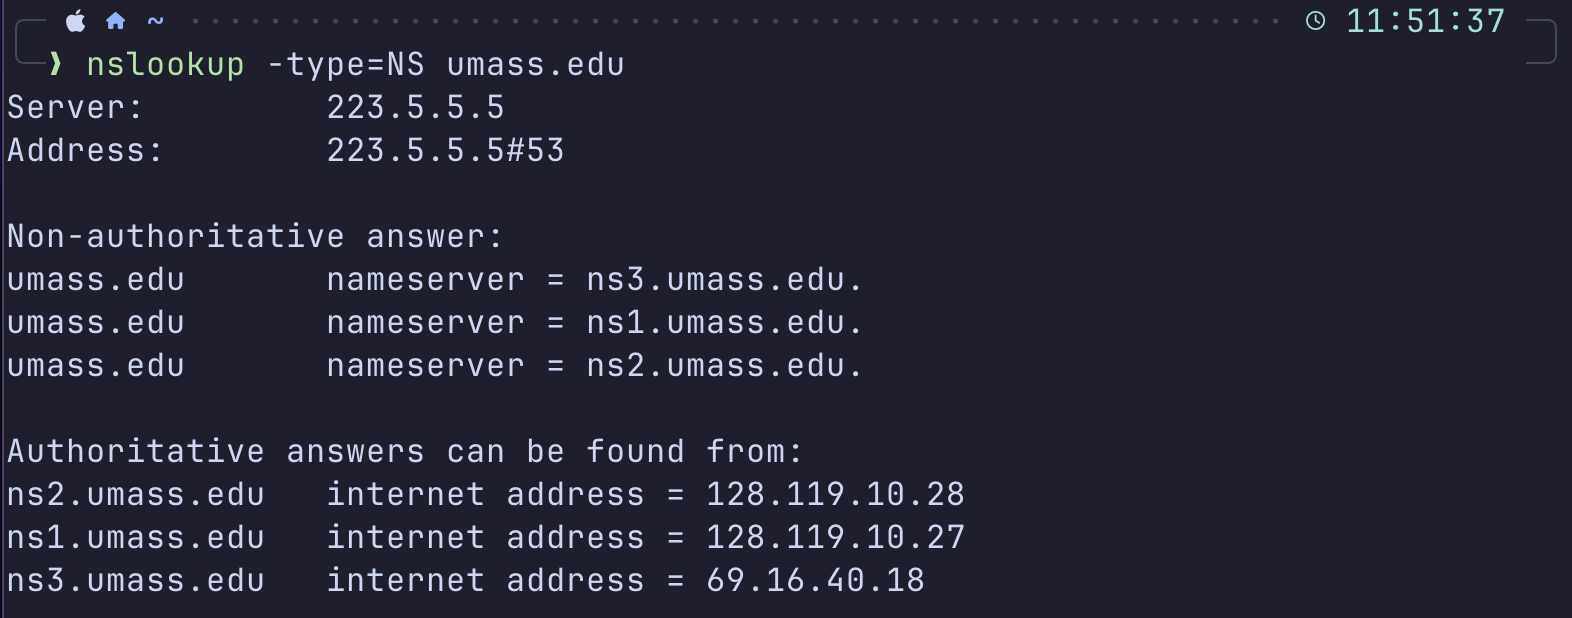 ~ 11:51:37
❱ nslookup -type=NS umass.edu
Server: 223.5.5.5
Address: 223.5.5.5#53
Non-authoritative answer:
umass.edu nameserver = ns3.umass.edu.
umass.edu nameserver = ns1.umass.edu.
umass.edu nameserver = ns2.umass.edu.
Authoritative answers can be found from:
ns2.umass.edu internet address = 128.119.10.28
ns1.umass.edu internet address = 128.119.10.27
ns3.umass.edu internet address = 69.16.40.18